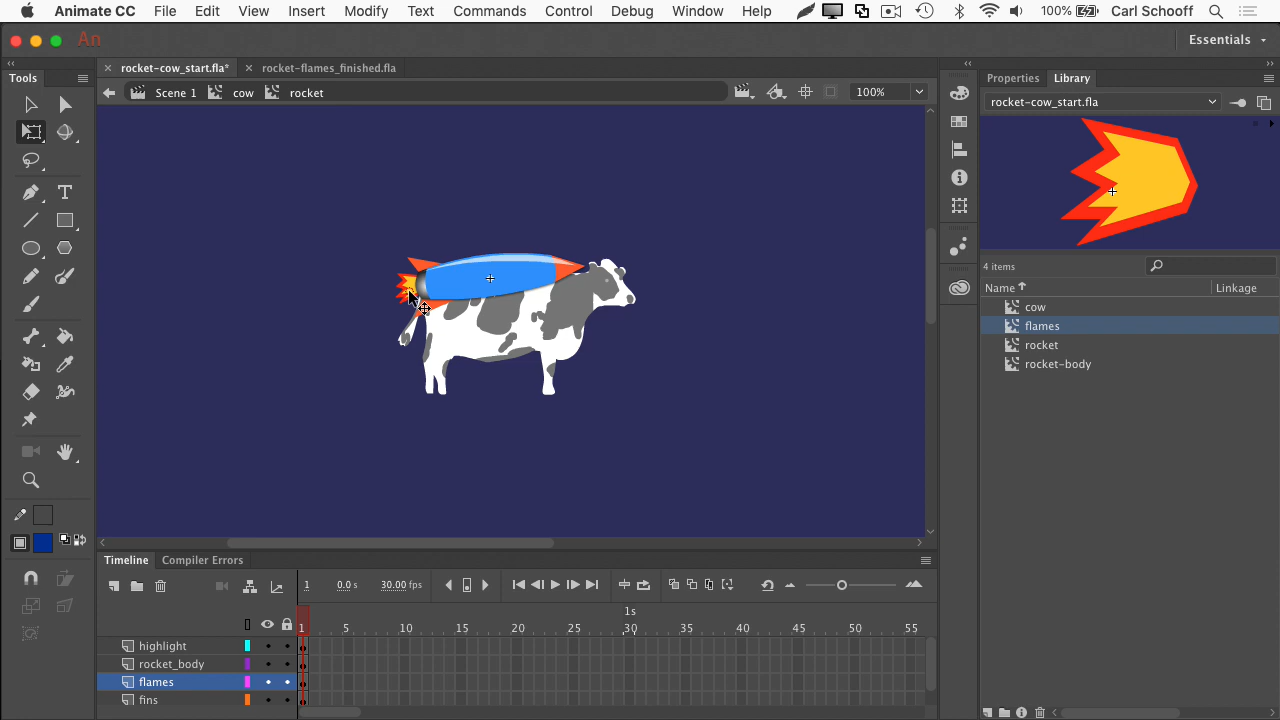 Animate CC File Edit View Insert Modify Text Commands Control Debug Window Help 100% Carl Schooff
An Essentials
Tools
rocket-cow_start.fla* rocket-flames_finished.fla
Scene 1 cow rocket 100%
Properties Library
rocket-cow_start.fla
4 items
Name Linkage
cow
flames
rocket
rocket-body
Timeline Compiler Errors
1 0.0 s 30.00 fps
1s
1 5 10 15 20 25 30 35 40 45 50 55
highlight
rocket_body
flames
fins